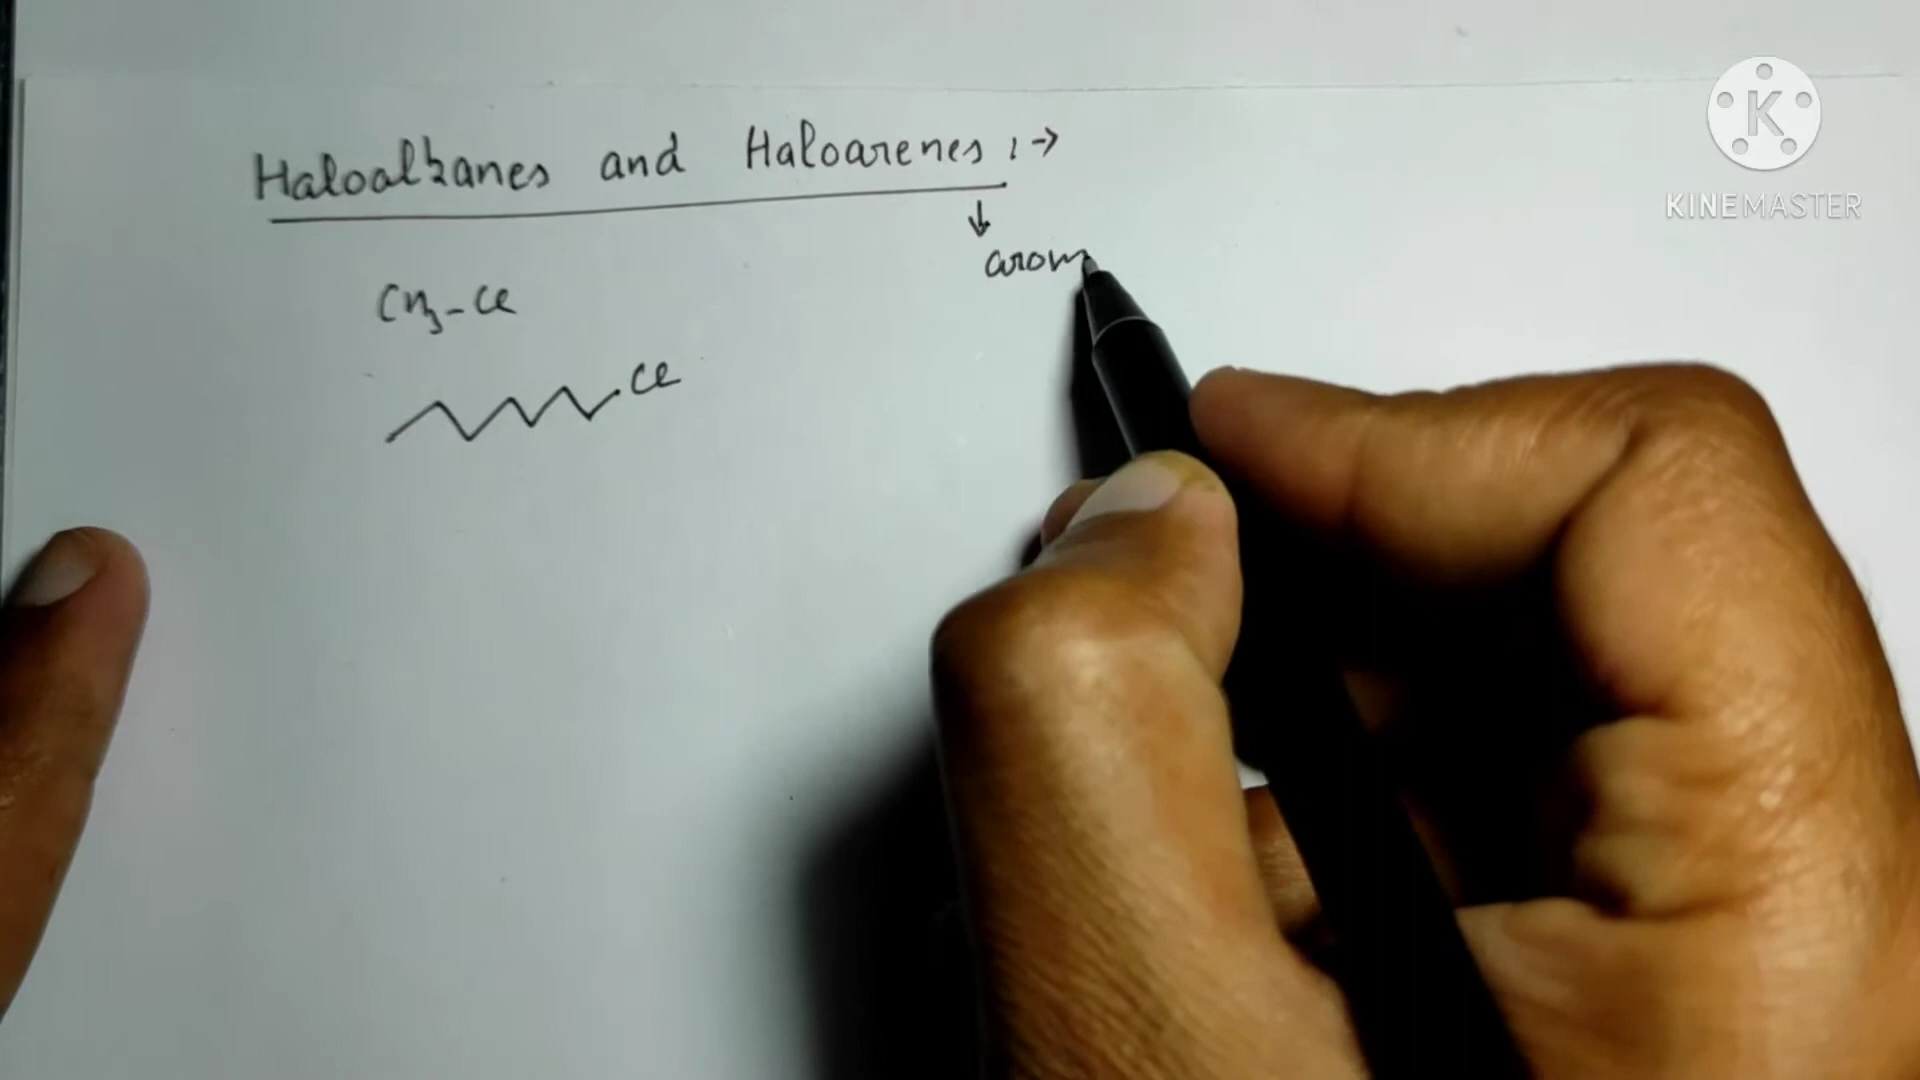 Haloalkanes and Haloarenes :→
↓
arom
CH3-Cl
Cl
K
KINEMASTER